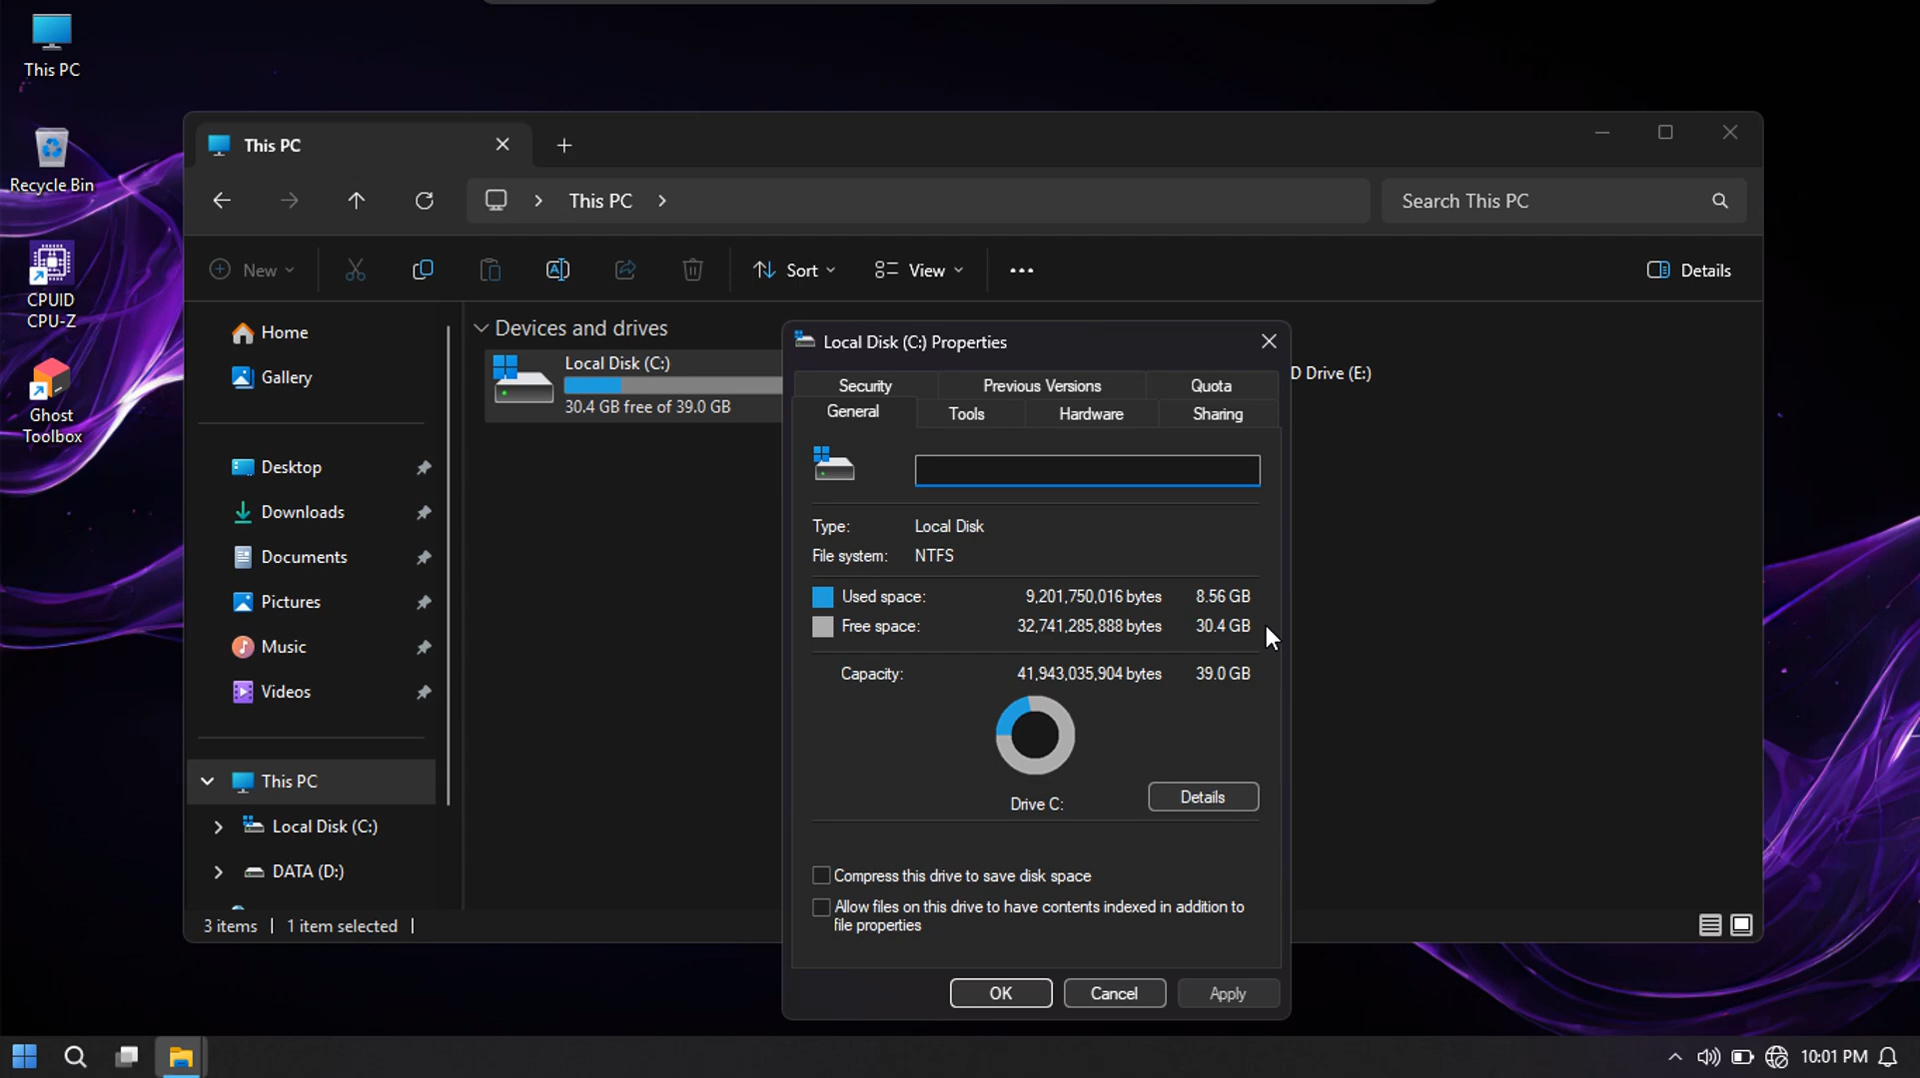 This PC
Recycle Bin
CPUID
CPU-Z
Ghost
Toolbox
This PC
This PC
Search This PC
New
Sort
View
Details
Home
Gallery
Desktop
Downloads
Documents
Pictures
Music
Videos
This PC
Local Disk (C:)
DATA (D:)
Devices and drives
Local Disk (C:)
30.4 GB free of 39.0 GB
D Drive (E:)
3 items
1 item selected
Local Disk (C:) Properties
Security Previous Versions Quota
General Tools Hardware Sharing
Type: Local Disk
File system: NTFS
Used space: 9,201,750,016 bytes 8.56 GB
Free space: 32,741,285,888 bytes 30.4 GB
Capacity: 41,943,035,904 bytes 39.0 GB
Drive C:
Details
Compress this drive to save disk space
Allow files on this drive to have contents indexed in addition to
file properties
OK Cancel Apply
10:01 PM